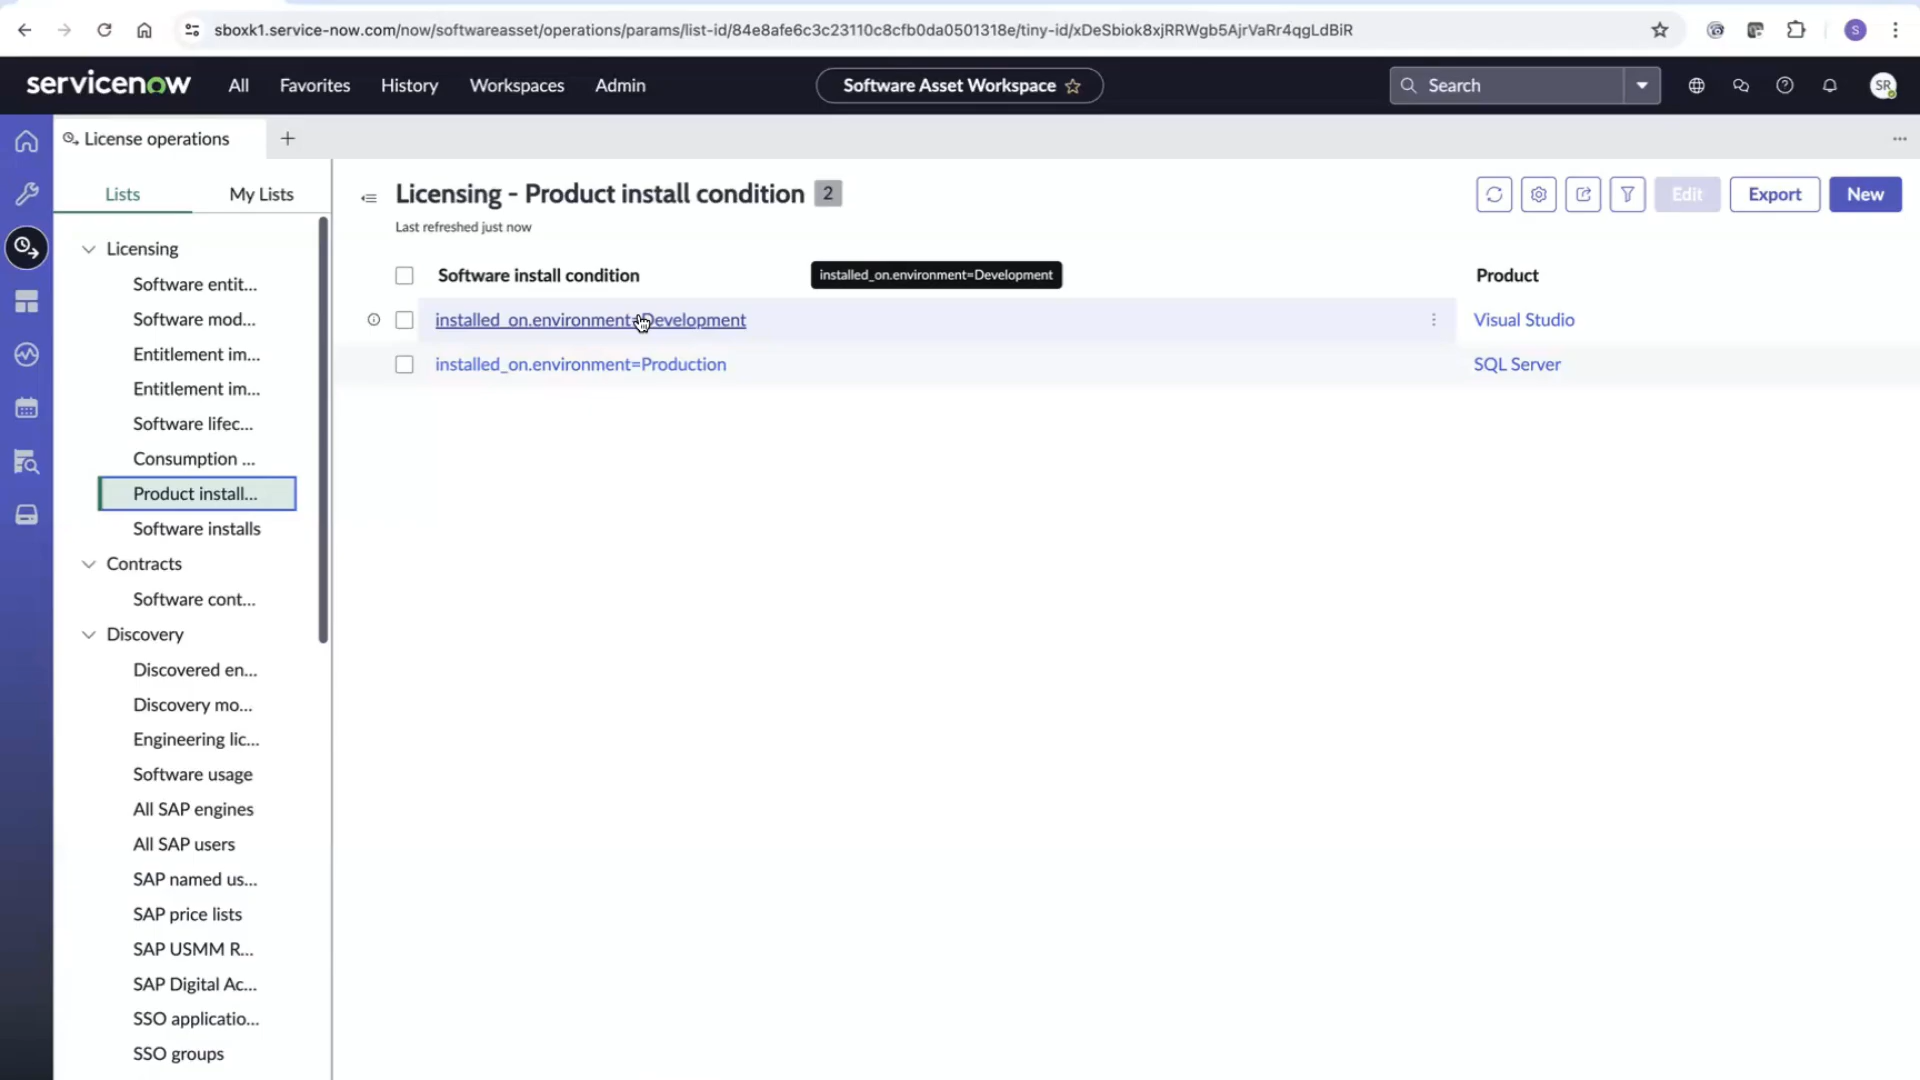 sboxk1.service-now.com/now/softwareasset/operations/params/list-id/84e8afe6c3c23110c8cfb0da0501318e/tiny-id/xDeSbiok8xjRRWgb5AjrVaRr4qgLdBiR
S
servicenow
All
Favorites
History
Workspaces
Admin
Software Asset Workspace
Search
SR
License operations
Lists
My Lists
Licensing
Software entit...
Software mod...
Entitlement im...
Entitlement im...
Software lifec...
Consumption ...
Product install...
Software installs
Contracts
Software cont...
Discovery
Discovered en...
Discovery mo...
Engineering lic...
Software usage
All SAP engines
All SAP users
SAP named us...
SAP price lists
SAP USMM R...
SAP Digital Ac...
SSO applicatio...
SSO groups
Licensing - Product install condition 2
Last refreshed just now
Edit
Export
New
Software install condition
installed_on.environment=Development
Product
installed_on.environment=Development
Visual Studio
installed_on.environment=Production
SQL Server